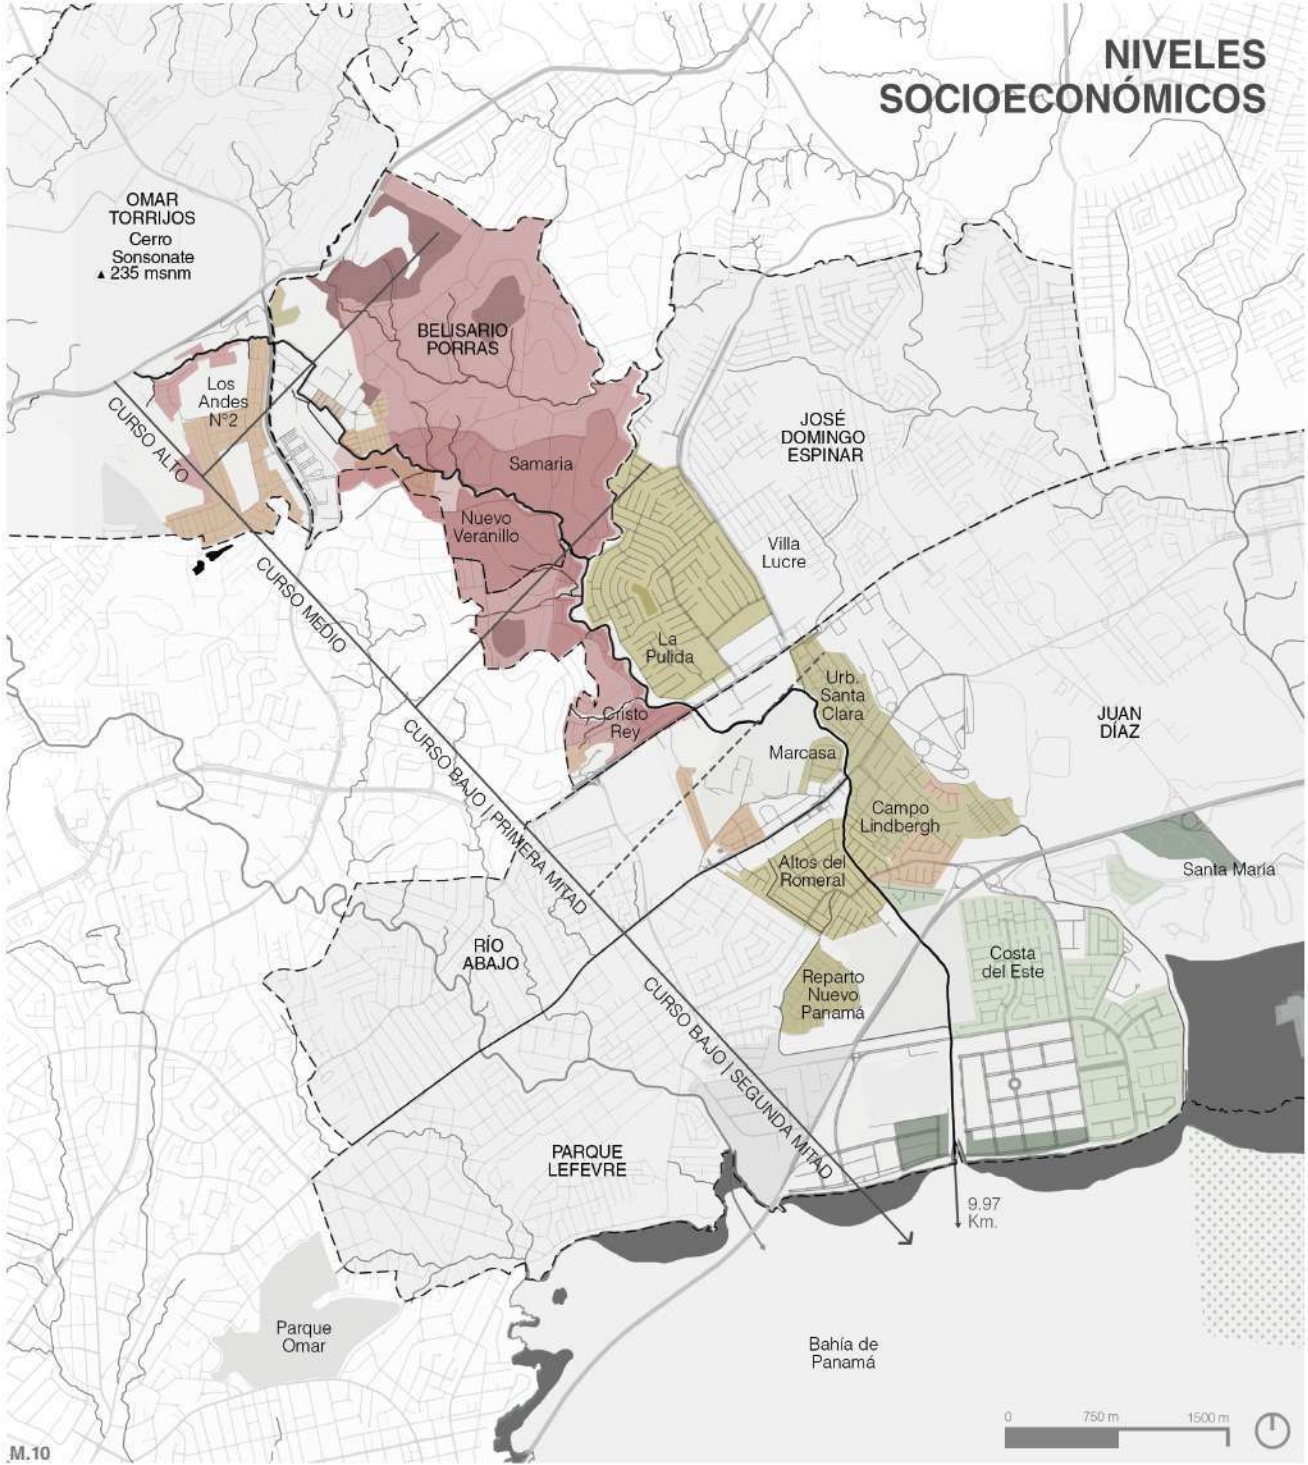 NIVELES
SOCIOECONÓMICOS
OMAR
TORRIJOS
Cerro
Sonsonate
▲ 235 msnm
BELISARIO
PORRAS
Los
Andes
N°2
CURSO ALTO
JOSÉ
DOMINGO
ESPINAR
Samaria
Nuevo
Veranillo
Villa
Lucre
CURSO MEDIO
La
Pulida
Urb.
Santa
Clara
Cristo
Rey
JUAN
DÍAZ
Marcasa
CURSO BAJO | PRIMERA MITAD
Campo
Lindbergh
Altos del
Romeral
Santa María
RÍO
ABAJO
Costa
del Este
Reparto
Nuevo
Panamá
CURSO BAJO | SEGUNDA MITAD
PARQUE
LEFEVRE
9.97
Km.
Parque
Omar
Bahía de
Panamá
0 750 m 1500 m
M.10